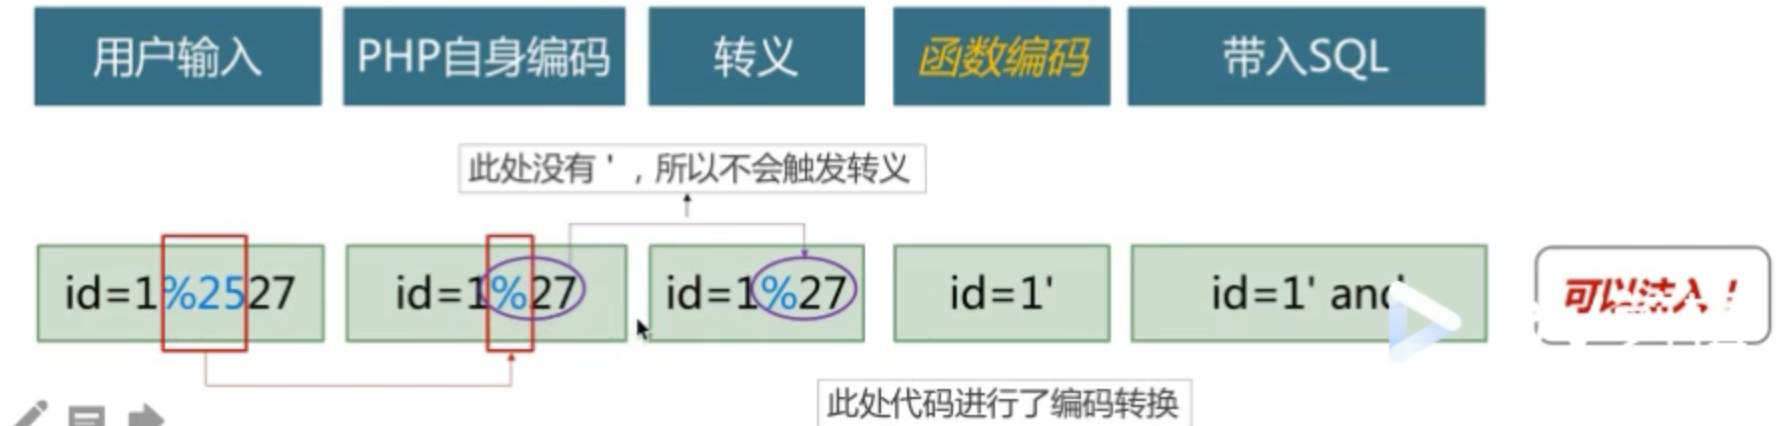 用户输入
PHP自身编码
转义
函数编码
带入SQL
此处没有 ' ，所以不会触发转义
id=1%2527
id=1%27
id=1%27
id=1'
id=1' and
可以注入！
此处代码进行了编码转换